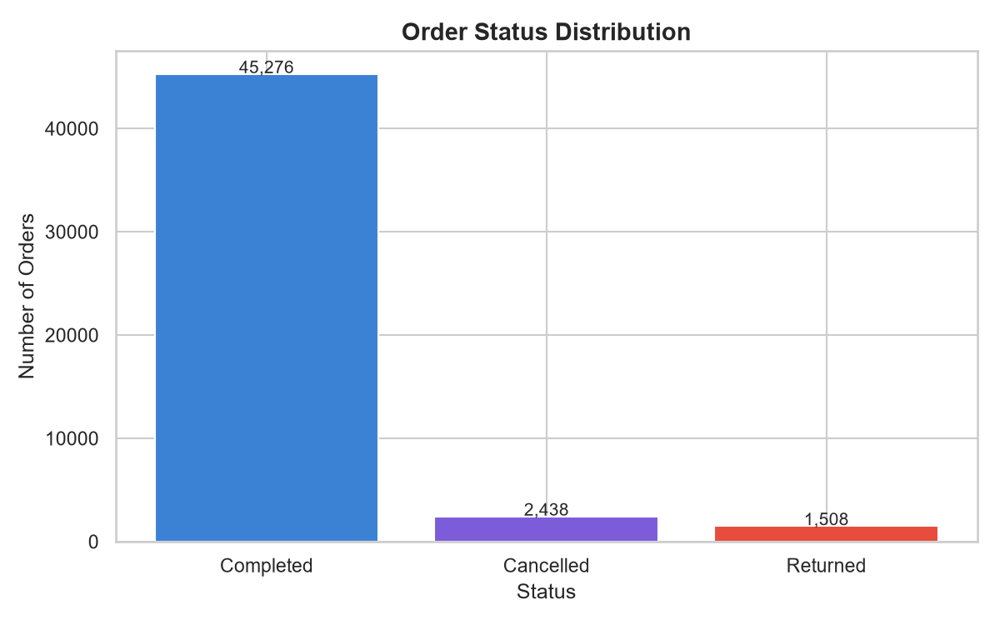 Order Status Distribution
45,276
40000
30000
20000
10000
0
Number of Orders
2,438
1,508
Completed
Cancelled
Returned
Status